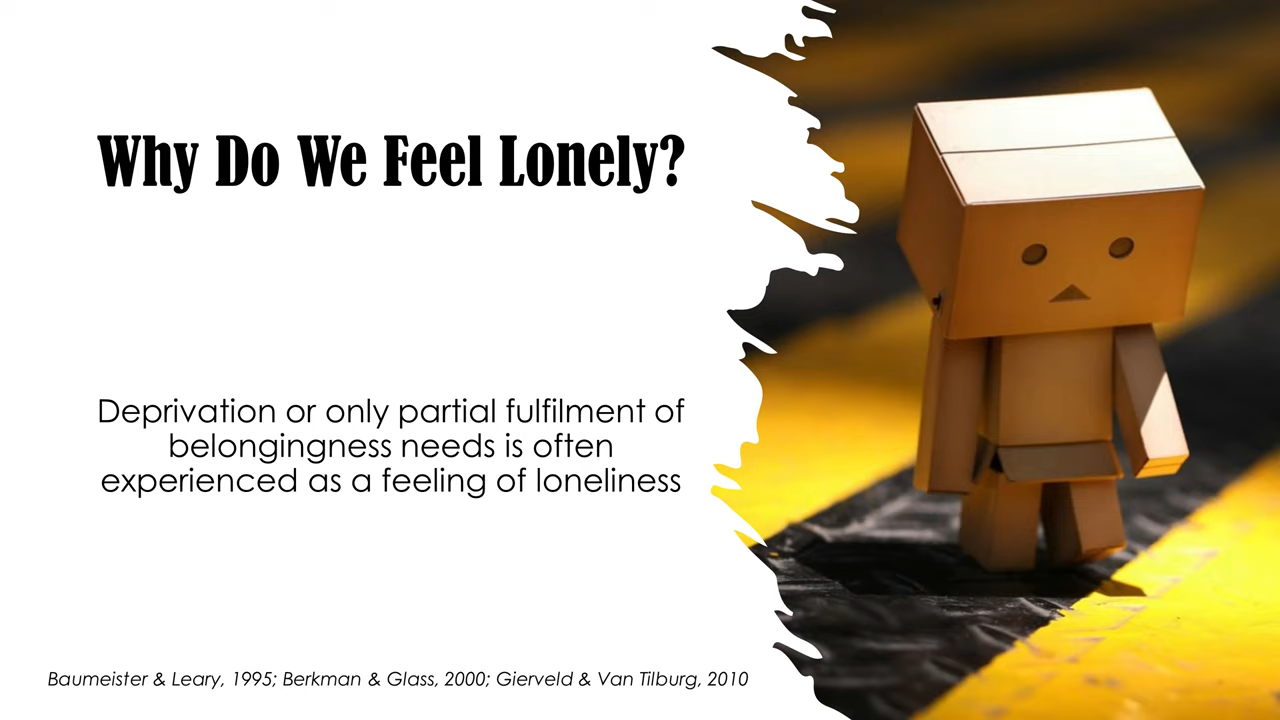 Why Do We Feel Lonely?
Deprivation or only partial fulfilment of
belongingness needs is often
experienced as a feeling of loneliness
Baumeister & Leary, 1995; Berkman & Glass, 2000; Gierveld & Van Tilburg, 2010